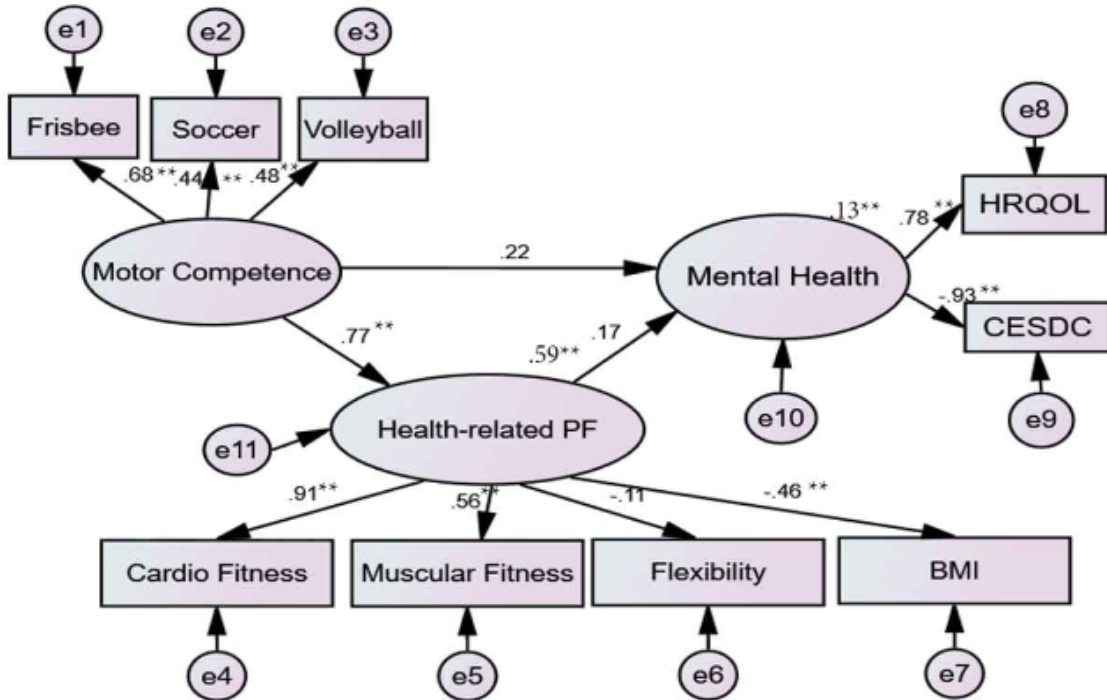 e1 e2 e3
Frisbee Soccer Volleyball
e8
.68** .44** .48**
HRQOL
.13** .78**
Motor Competence .22 Mental Health
-.93**
CESDC
.77** .59** .17
e10 e9
e11 Health-related PF
.91** .56** -.11 -.46**
Cardio Fitness Muscular Fitness Flexibility BMI
e4 e5 e6 e7